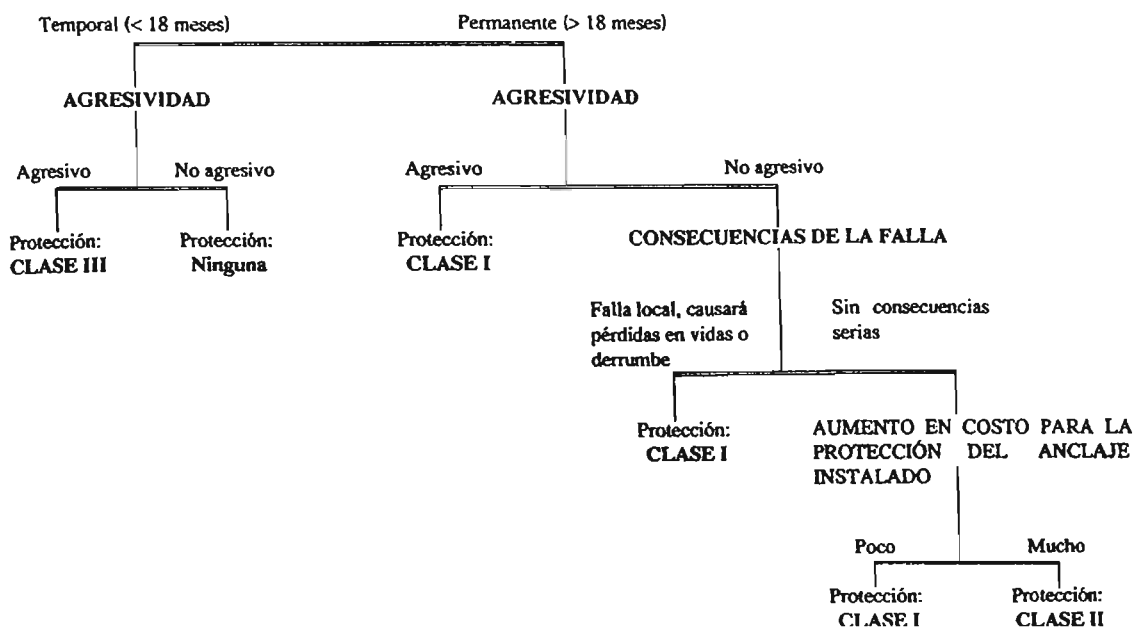 Temporal (< 18 meses)
Permanente (> 18 meses)
AGRESIVIDAD
AGRESIVIDAD
Agresivo
No agresivo
Agresivo
No agresivo
Protección:
CLASE III
Protección:
Ninguna
Protección:
CLASE I
CONSECUENCIAS DE LA FALLA
Falla local, causará
pérdidas en vidas o
derrumbe
Sin consecuencias
serias
Protección:
CLASE I
AUMENTO EN COSTO PARA LA
PROTECCIÓN DEL ANCLAJE
INSTALADO
Poco
Mucho
Protección:
CLASE I
Protección:
CLASE II